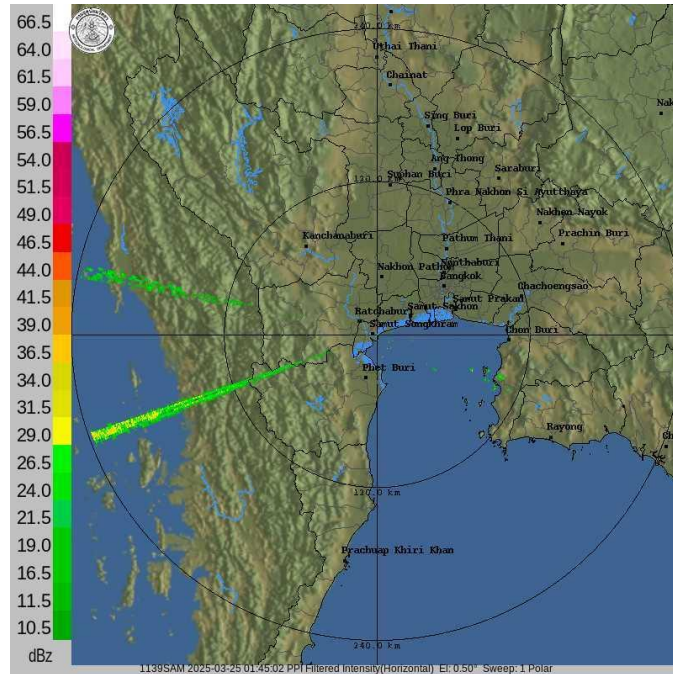 66.5
64.0
61.5
59.0
56.5
54.0
51.5
49.0
46.5
44.0
41.5
39.0
36.5
34.0
31.5
29.0
26.5
24.0
21.5
19.0
16.5
11.5
10.5
dBz
240.0 km
Uthai Thani
Chainat
Sing Buri
Lop Buri
Nak
Ang Thong
Saraburi
120.0 km
Suphan Buri
Phra Nakhon Si Ayutthaya
Nakhon Nayok
Kanchanaburi
Pathum Thani
Prachin Buri
Nonthaburi
Nakhon Pathom
Bangkok
Chachoengsao
Samut Prakan
Ratchaburi
Samut Sakhon
Samut Songkhram
Chon Buri
Phet Buri
Rayong
Ch
120.0 km
Prachuap Khiri Khan
240.0 km
1139SAM 2025-03-25 01:45:02 PPI Filtered Intensity(Horizontal) El: 0.50° Sweep: 1 Polar